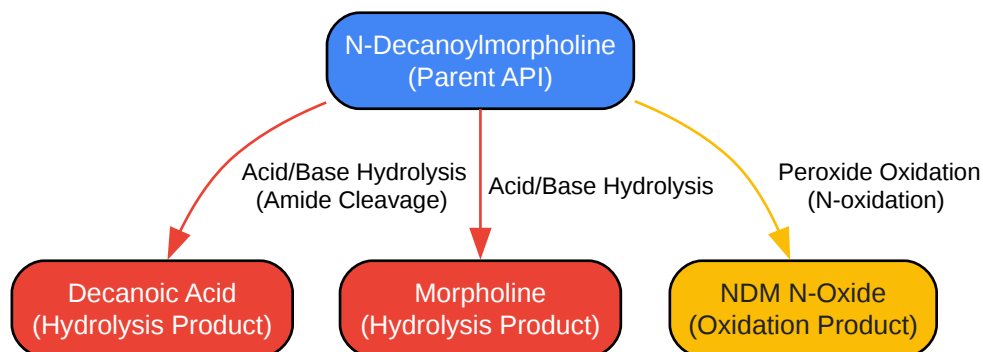 N-Decanoylmorpholine
(Parent API)
Acid/Base Hydrolysis
(Amide Cleavage)
Acid/Base Hydrolysis
Peroxide Oxidation
(N-oxidation)
Decanoic Acid
(Hydrolysis Product)
Morpholine
(Hydrolysis Product)
NDM N-Oxide
(Oxidation Product)